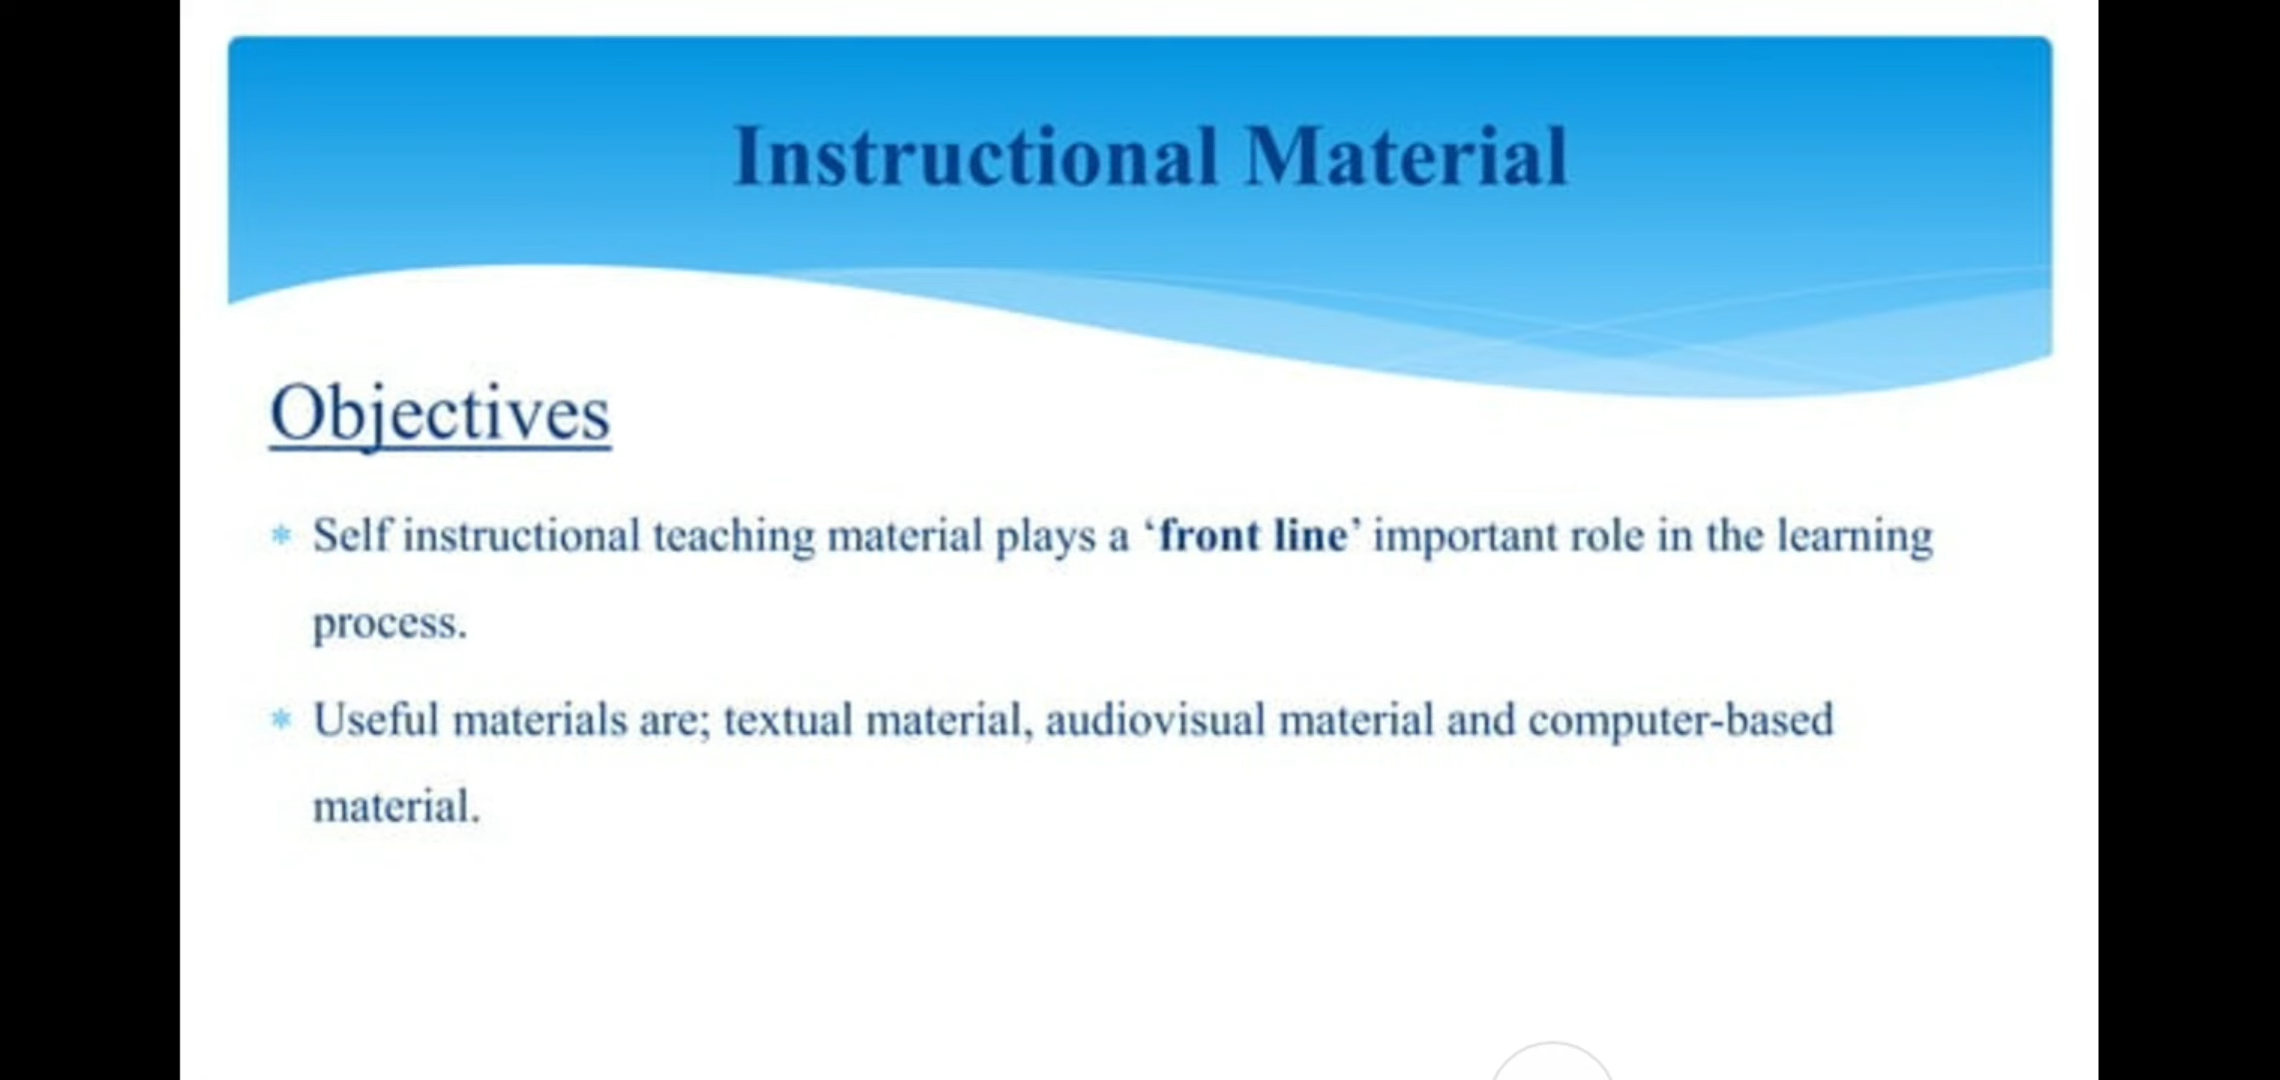 Instructional Material
Objectives
* Self instructional teaching material plays a ‘front line’ important role in the learning
process.
* Useful materials are; textual material, audiovisual material and computer-based
material.